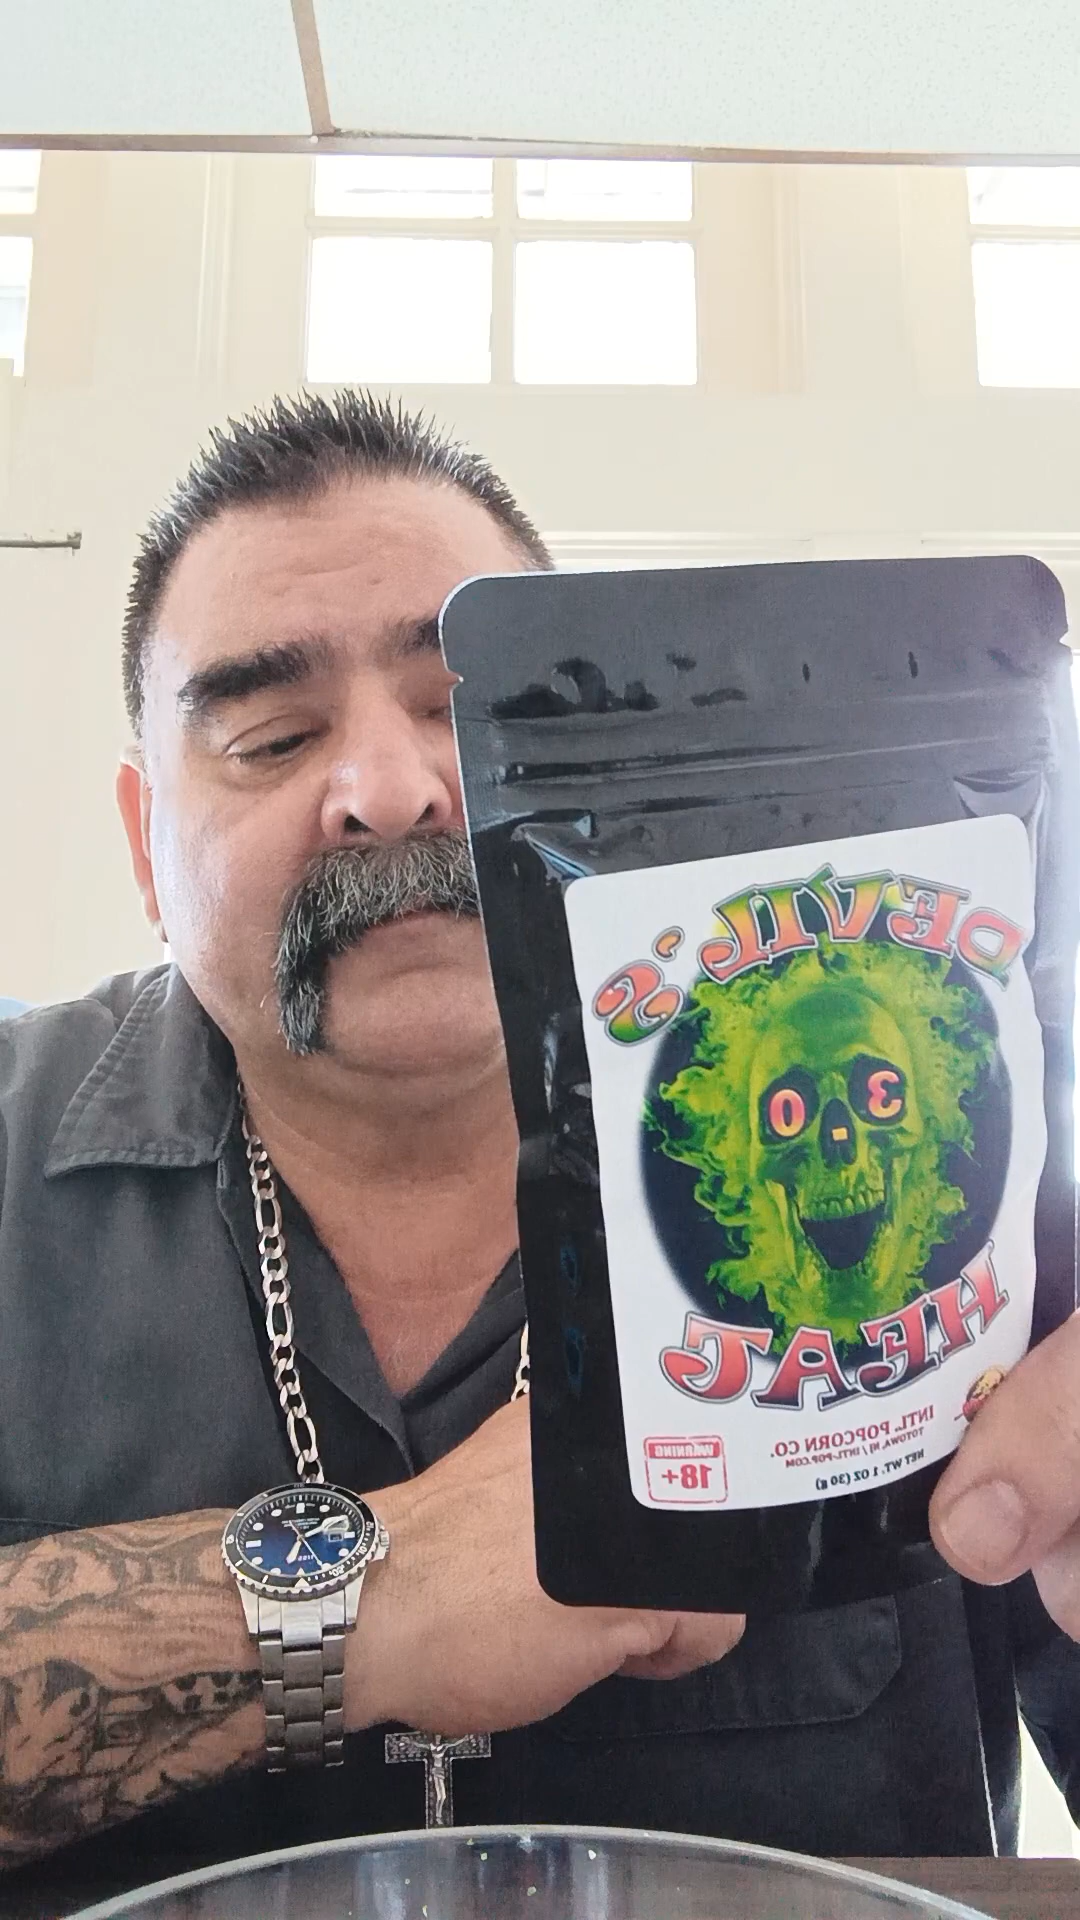 DEVIL'S
3.0
HEAT
INTL. POPCORN CO.
TOTOWA, NJ / INTL-POP.COM
NET WT. 1 OZ (30 g)
WARNING
18+